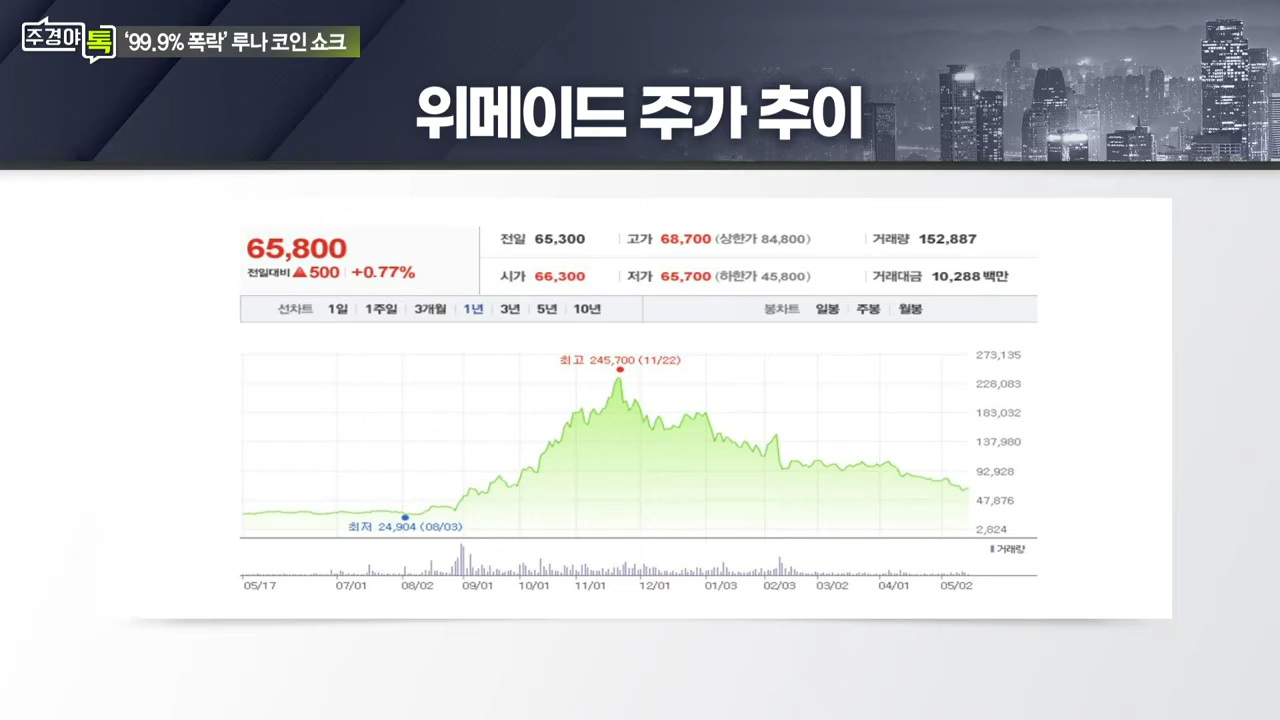 주경야톡 '99.9% 폭락' 루나 코인 쇼크
위메이드 주가 추이
65,800
전일대비 ▲500 +0.77%
전일 65,300 고가 68,700 (상한가 84,800) 거래량 152,887
시가 66,300 저가 65,700 (하한가 45,800) 거래대금 10,288 백만
선차트 1일 1주일 3개월 1년 3년 5년 10년 봉차트 일봉 주봉 월봉
최고 245,700 (11/22)
273,135
228,083
183,032
137,980
92,928
47,876
2,824
최저 24,904 (08/03)
거래량
05/17 07/01 08/02 09/01 10/01 11/01 12/01 01/03 02/03 03/02 04/01 05/02